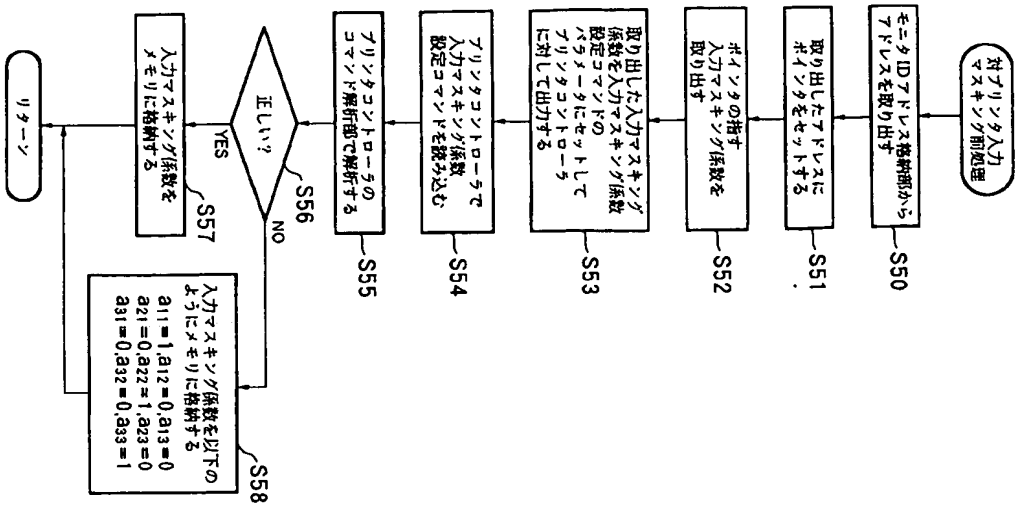 対プリンタ入力
マスキング前処理
モニタIDアドレス格納部から
アドレスを取り出す
S50
取り出したアドレスに
ポインタをセットする
S51
ポインタの指す
入力マスキング係数を
取り出す
S52
取り出した入力マスキング
係数を入力マスキング係数
設定コマンドの
パラメータにセットして
プリンタコントローラ
に対して出力する
S53
プリンタコントローラで
入力マスキング係数
設定コマンドを読み込む
S54
プリンタコントローラの
コマンド解析部で解析する
S55
正しい?
S56
YES
NO
入力マスキング係数を
メモリに格納する
S57
入力マスキング係数を以下の
ようにメモリに格納する
a11=1,a12=0,a13=0
a21=0,a22=1,a23=0
a31=0,a32=0,a33=1
S58
リターン